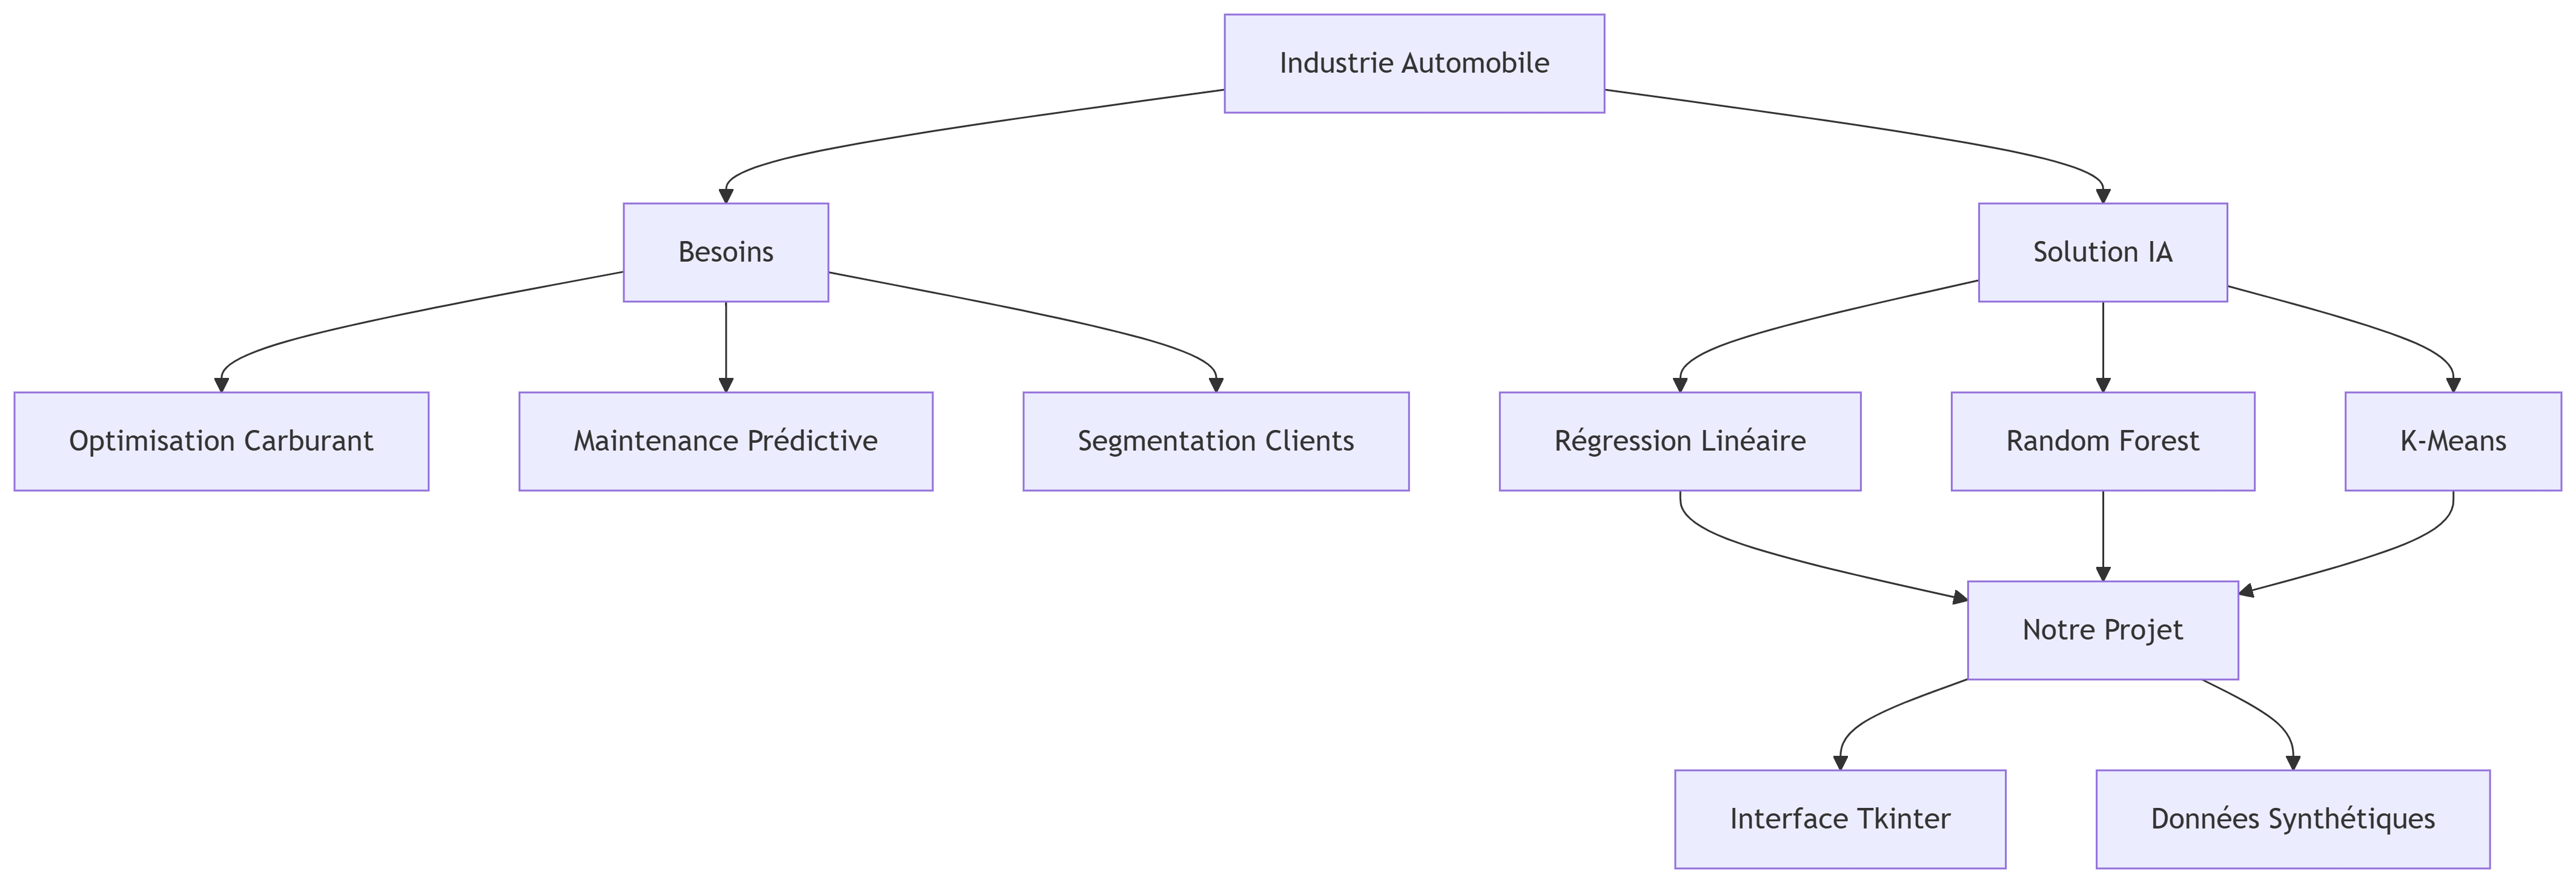 Industrie Automobile
Besoins
Solution IA
Optimisation Carburant
Maintenance Prédictive
Segmentation Clients
Régression Linéaire
Random Forest
K-Means
Notre Projet
Interface Tkinter
Données Synthétiques